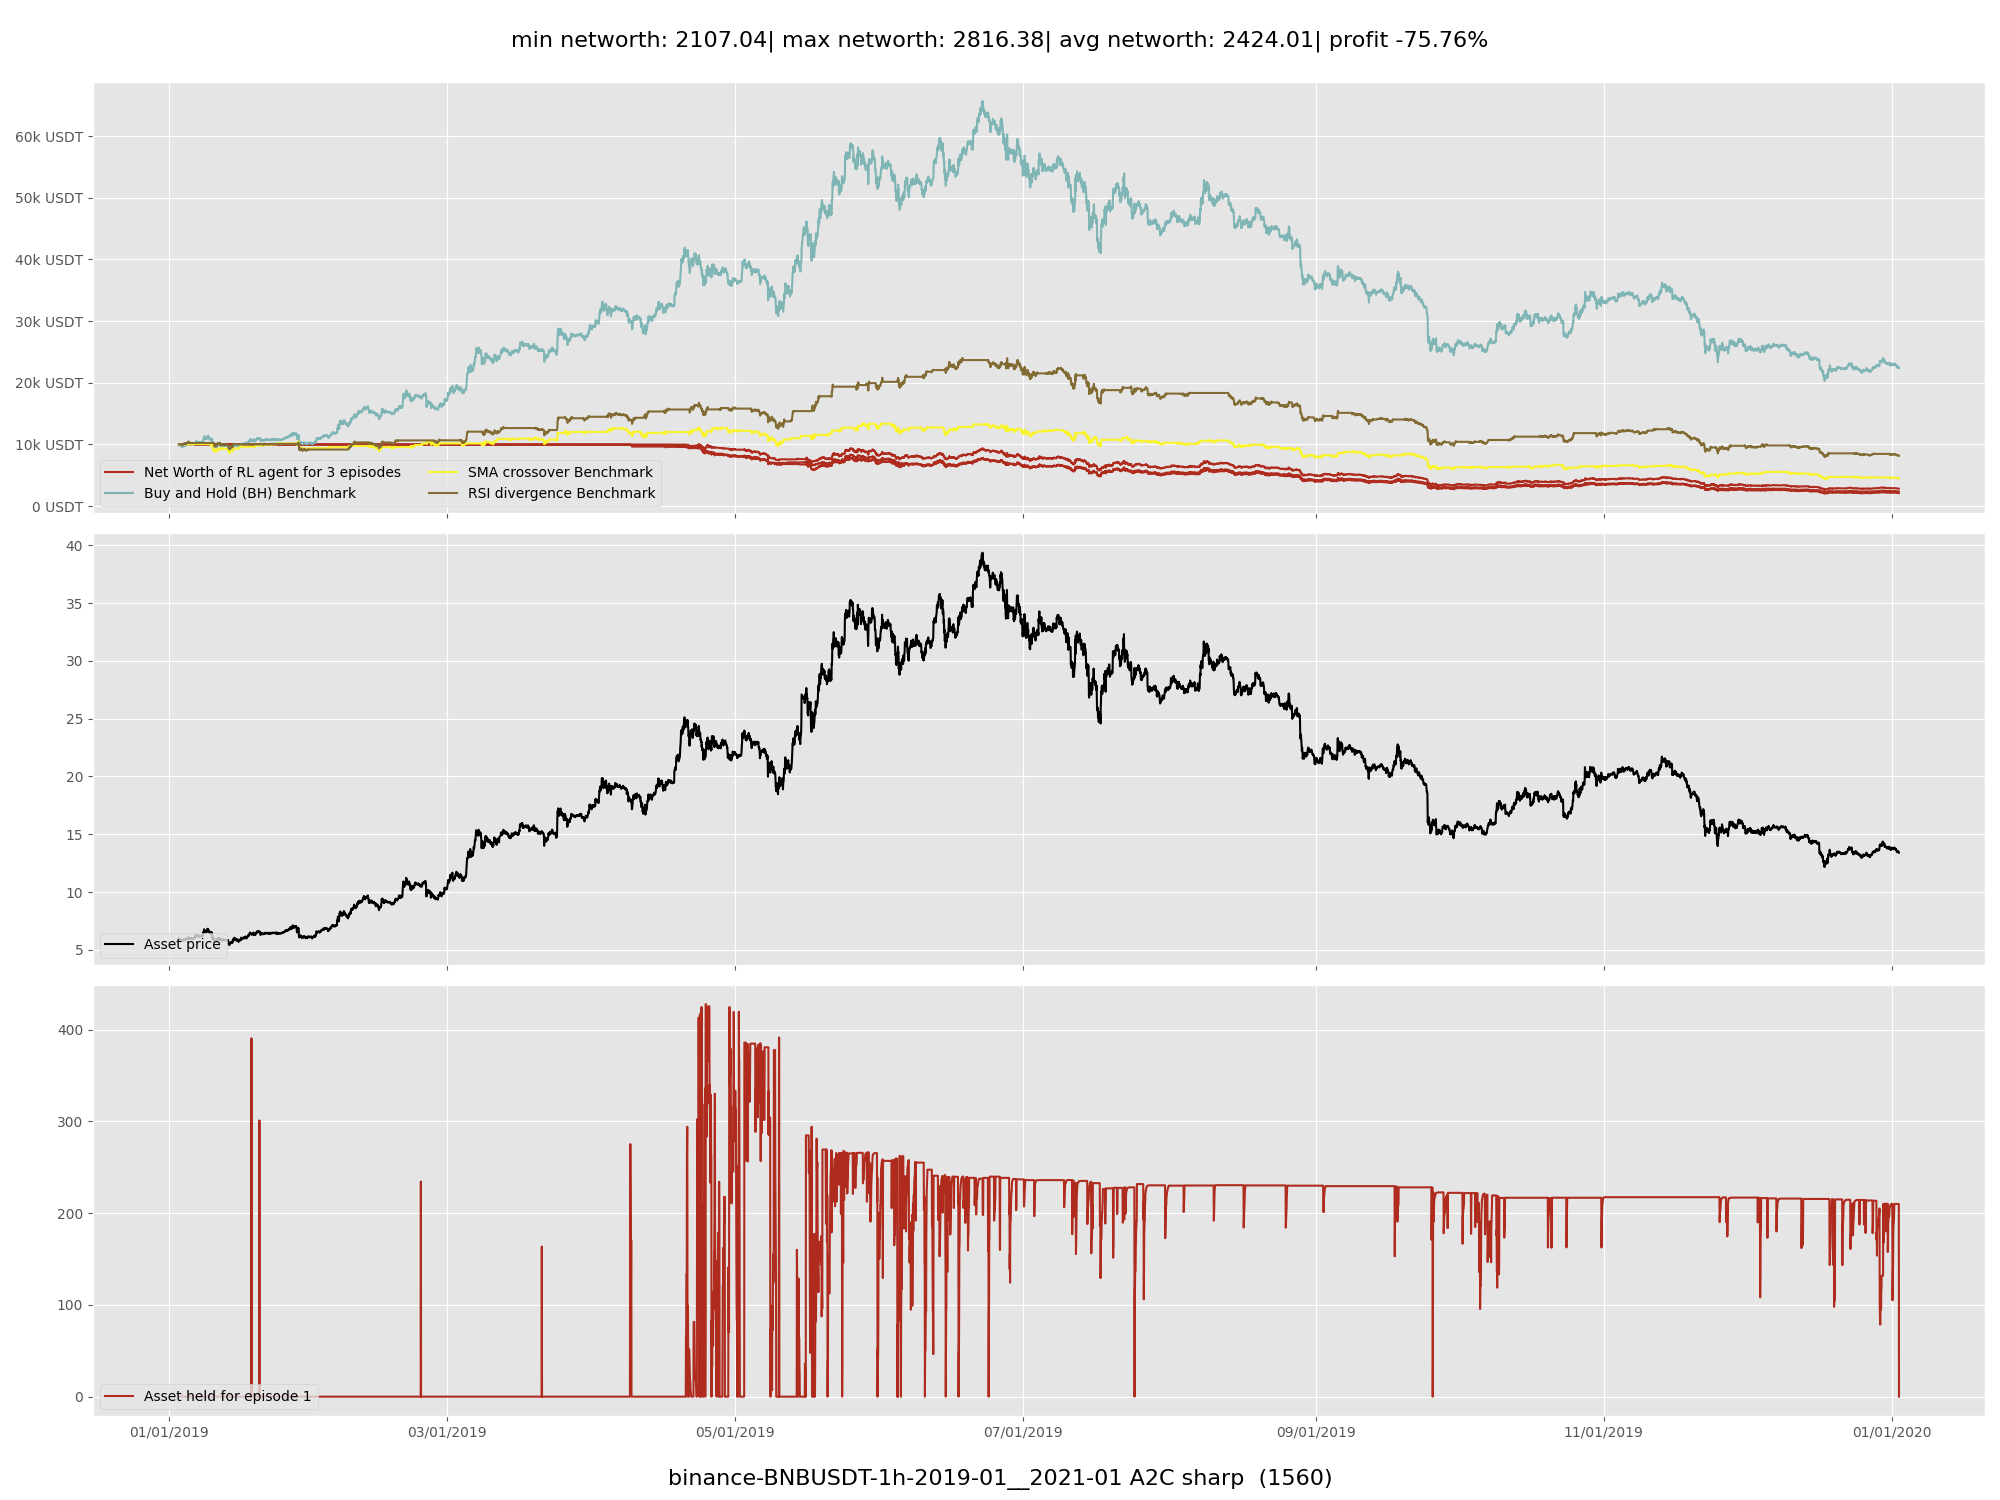 min networth: 2107.04| max networth: 2816.38| avg networth: 2424.01| profit -75.76%
60k USDT
50k USDT
40k USDT
30k USDT
20k USDT
10k USDT
0 USDT
Net Worth of RL agent for 3 episodes
Buy and Hold (BH) Benchmark
SMA crossover Benchmark
RSI divergence Benchmark
40
35
30
25
20
15
10
5
Asset price
400
300
200
100
0
Asset held for episode 1
01/01/2019 03/01/2019 05/01/2019 07/01/2019 09/01/2019 11/01/2019 01/01/2020
binance-BNBUSDT-1h-2019-01__2021-01 A2C sharp  (1560)